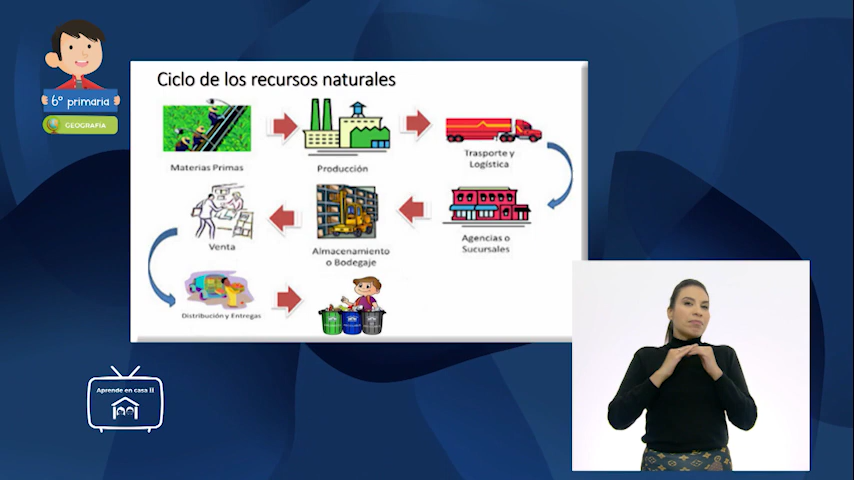 Ciclo de los recursos naturales
6° primaria
GEOGRAFÍA
Materias Primas
Producción
Trasporte y
Logística
Venta
Almacenamiento
o Bodegaje
Agencias o
Sucursales
Distribución y Entregas
Aprende en casa II